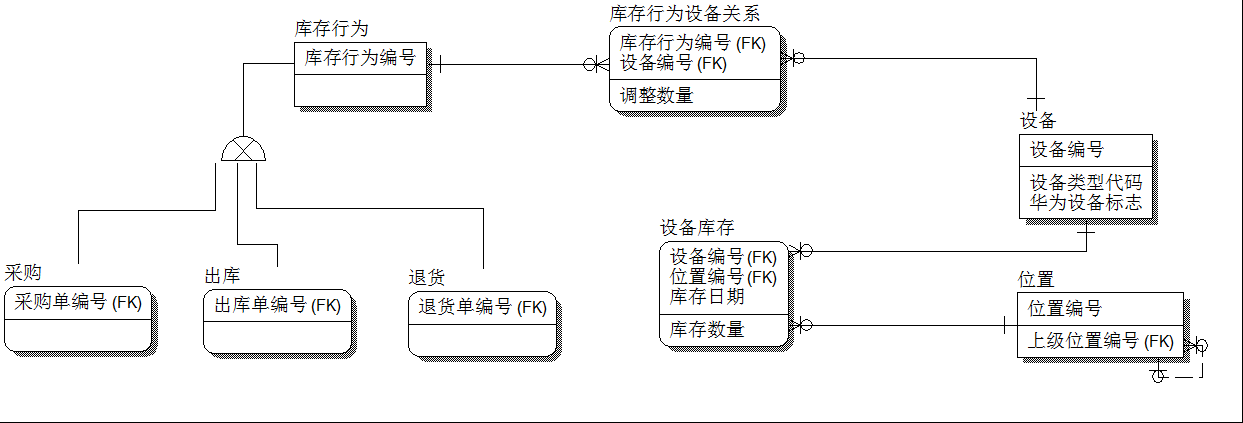 库存行为
库存行为编号
库存行为设备关系
库存行为编号 (FK)
设备编号 (FK)
调整数量
设备
设备编号
设备类型代码
华为设备标志
设备库存
设备编号 (FK)
位置编号 (FK)
库存日期
库存数量
位置
位置编号
上级位置编号 (FK)
采购
采购单编号 (FK)
出库
出库单编号 (FK)
退货
退货单编号 (FK)